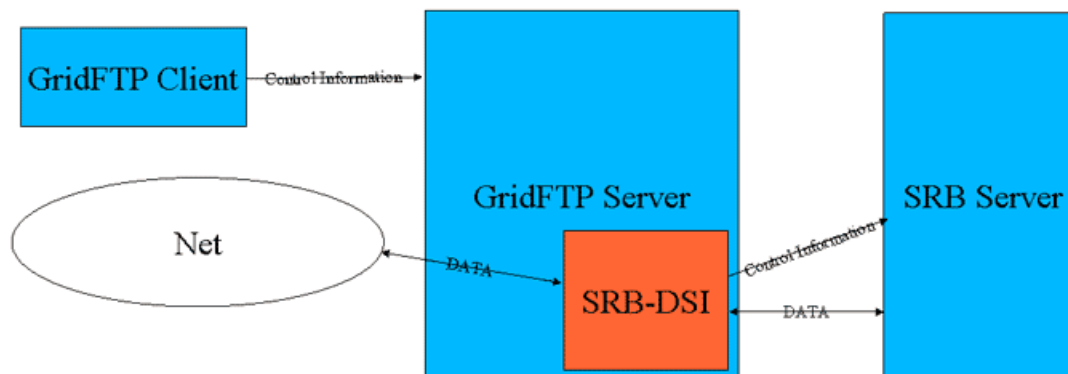 GridFTP Client
Control Information
GridFTP Server
SRB Server
Net
DATA
SRB-DSI
Control Information
DATA